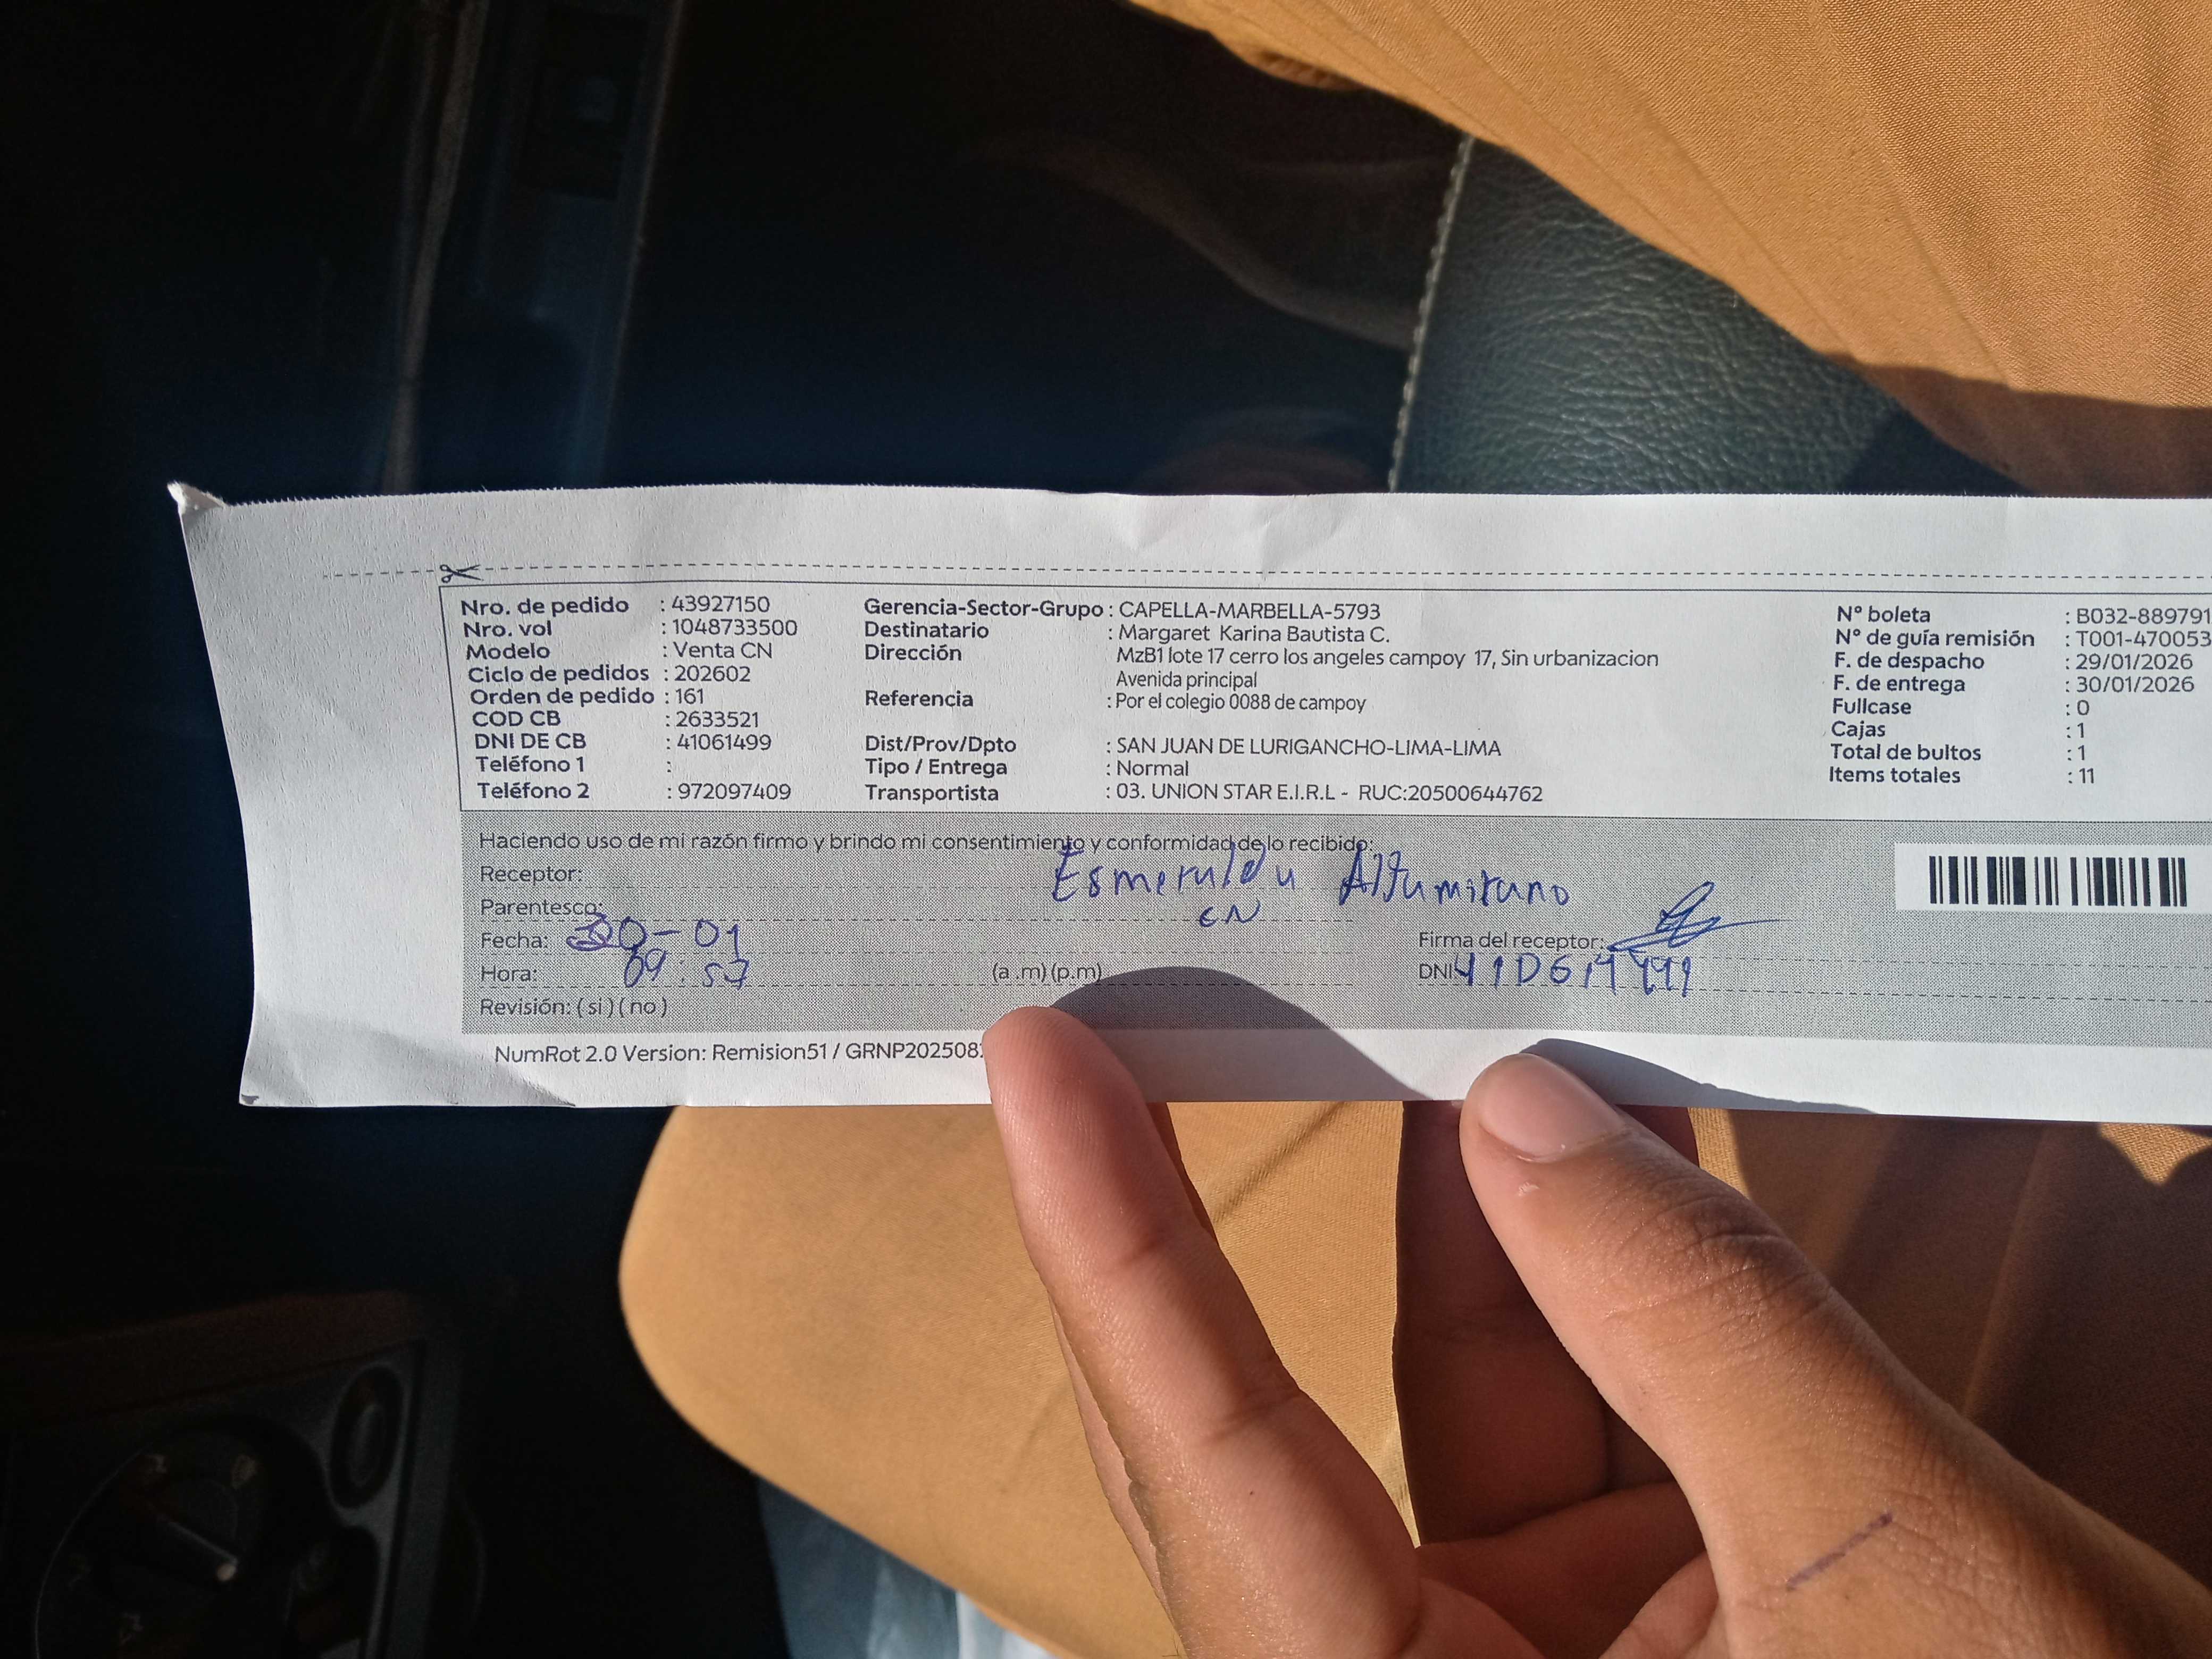 Nro. de pedido : 43927150
Nro. vol : 1048733500
Modelo : Venta CN
Ciclo de pedidos : 202602
Orden de pedido : 161
COD CB : 2633521
DNI DE CB : 41061499
Teléfono 1 :
Teléfono 2 : 972097409
Gerencia-Sector-Grupo : CAPELLA-MARBELLA-5793
Destinatario : Margaret Karina Bautista C.
Dirección MzB1 lote 17 cerro los angeles campoy 17, Sin urbanizacion
Avenida principal
Referencia : Por el colegio 0088 de campoy
Dist/Prov/Dpto : SAN JUAN DE LURIGANCHO-LIMA-LIMA
Tipo / Entrega : Normal
Transportista : 03. UNION STAR E.I.R.L - RUC:20500644762
N° boleta : B032-889791
N° de guía remisión : T001-470053
F. de despacho : 29/01/2026
F. de entrega : 30/01/2026
Fullcase : 0
Cajas : 1
Total de bultos : 1
Items totales : 11
Haciendo uso de mi razón firmo y brindo mi consentimiento y conformidad de lo recibido:
Receptor: Esmeralda Altamirano
Parentesco: CN
Fecha: 30-01
Hora: 09:57 (a.m) (p.m)
Revisión: ( si ) ( no )
Firma del receptor:
DNI
NumRot 2.0 Version: Remision51 / GRNP202508